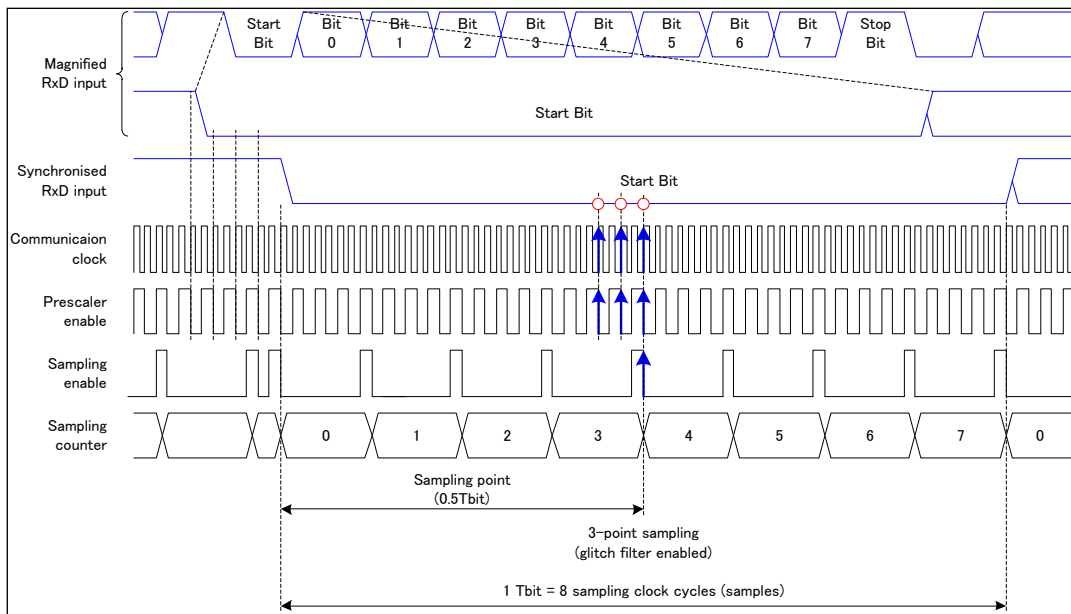 Start Bit
Bit 0
Bit 1
Bit 2
Bit 3
Bit 4
Bit 5
Bit 6
Bit 7
Stop Bit
Magnified
RxD input
Start Bit
Synchronised
RxD input
Start Bit
Communicaion
clock
Prescaler
enable
Sampling
enable
Sampling
counter
0 1 2 3 4 5 6 7 0
Sampling point
(0.5Tbit)
3-point sampling
(glitch filter enabled)
1 Tbit = 8 sampling clock cycles (samples)